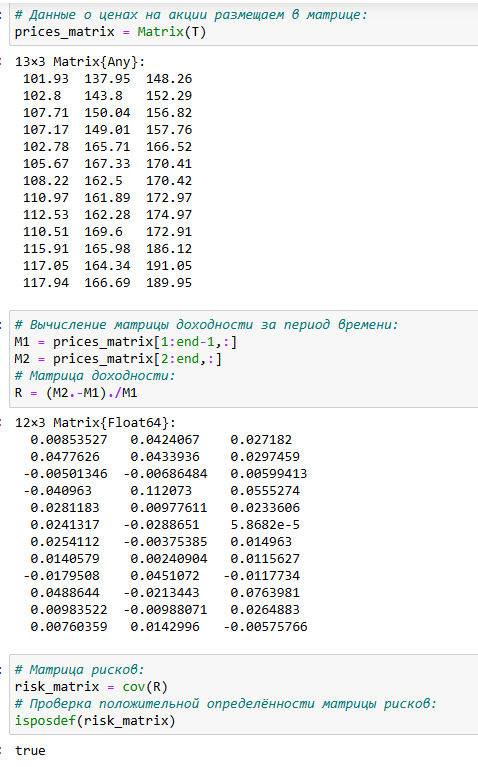 # Данные о ценах на акции размещаем в матрице:
prices_matrix = Matrix(T)
13×3 Matrix{Any}:
101.93 137.95 148.26
102.8 143.8 152.29
107.71 150.04 156.82
107.17 149.01 157.76
102.78 165.71 166.52
105.67 167.33 170.41
108.22 162.5 170.42
110.97 161.89 172.97
112.53 162.28 174.97
110.51 169.6 172.91
115.91 165.98 186.12
117.05 164.34 191.05
117.94 166.69 189.95
# Вычисление матрицы доходности за период времени:
M1 = prices_matrix[1:end-1,:]
M2 = prices_matrix[2:end,:]
# Матрица доходности:
R = (M2.-M1)./M1
12×3 Matrix{Float64}:
0.00853527 0.0424067 0.027182
0.0477626 0.0433936 0.0297459
-0.00501346 -0.00686484 0.00599413
-0.040963 0.112073 0.0555274
0.0281183 0.00977611 0.0233606
0.0241317 -0.0288651 5.8682e-5
0.0254112 -0.00375385 0.014963
0.0140579 0.00240904 0.0115627
-0.0179508 0.0451072 -0.0117734
0.0488644 -0.0213443 0.0763981
0.00983522 -0.00988071 0.0264883
0.00760359 0.0142996 -0.00575766
# Матрица рисков:
risk_matrix = cov(R)
# Проверка положительной определённости матрицы рисков:
isposdef(risk_matrix)
true